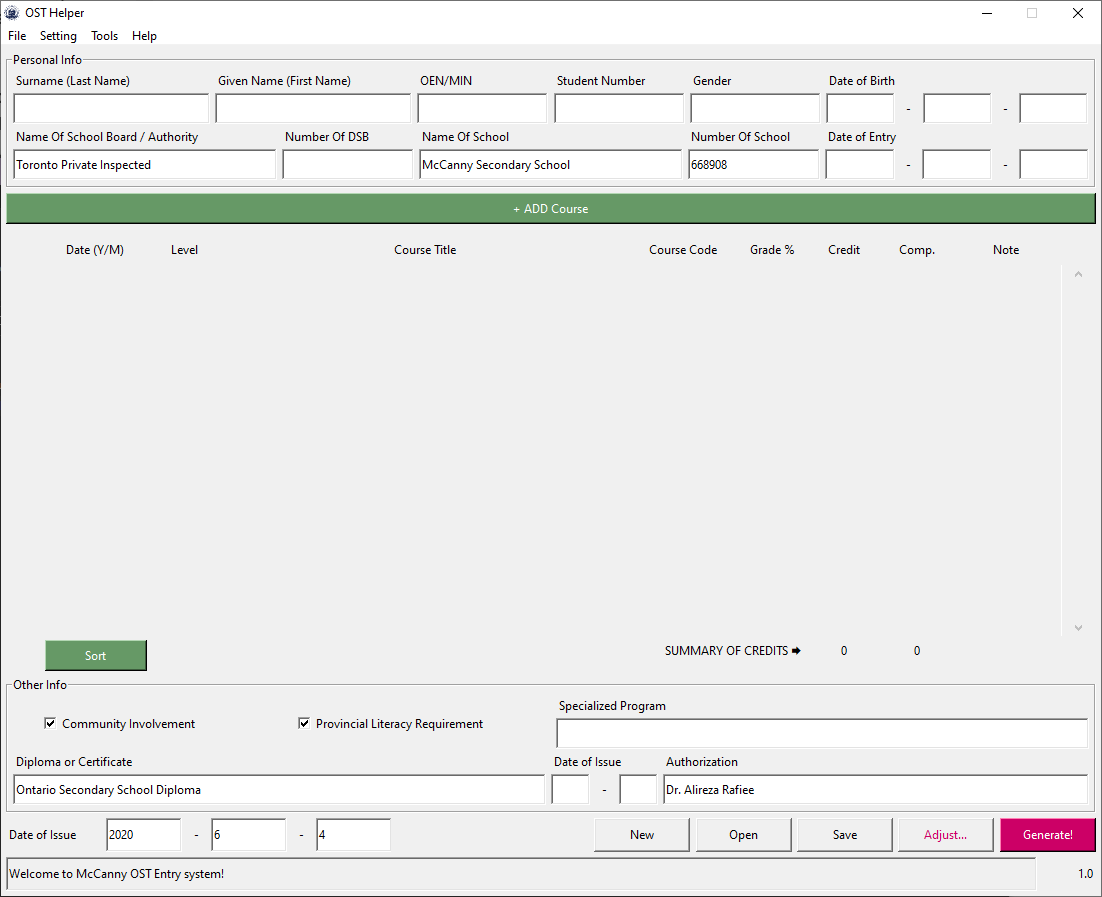 OST Helper
File Setting Tools Help
Personal Info
Surname (Last Name) Given Name (First Name) OEN/MIN Student Number Gender Date of Birth
- -
Name Of School Board / Authority Number Of DSB Name Of School Number Of School Date of Entry
Toronto Private Inspected McCanny Secondary School 668908 - -
+ ADD Course
Date (Y/M) Level Course Title Course Code Grade % Credit Comp. Note
Sort SUMMARY OF CREDITS 🡆 0 0
Other Info
Specialized Program
Community Involvement Provincial Literacy Requirement
Diploma or Certificate Date of Issue Authorization
Ontario Secondary School Diploma - Dr. Alireza Rafiee
Date of Issue 2020 - 6 - 4 New Open Save Adjust... Generate!
Welcome to McCanny OST Entry system! 1.0